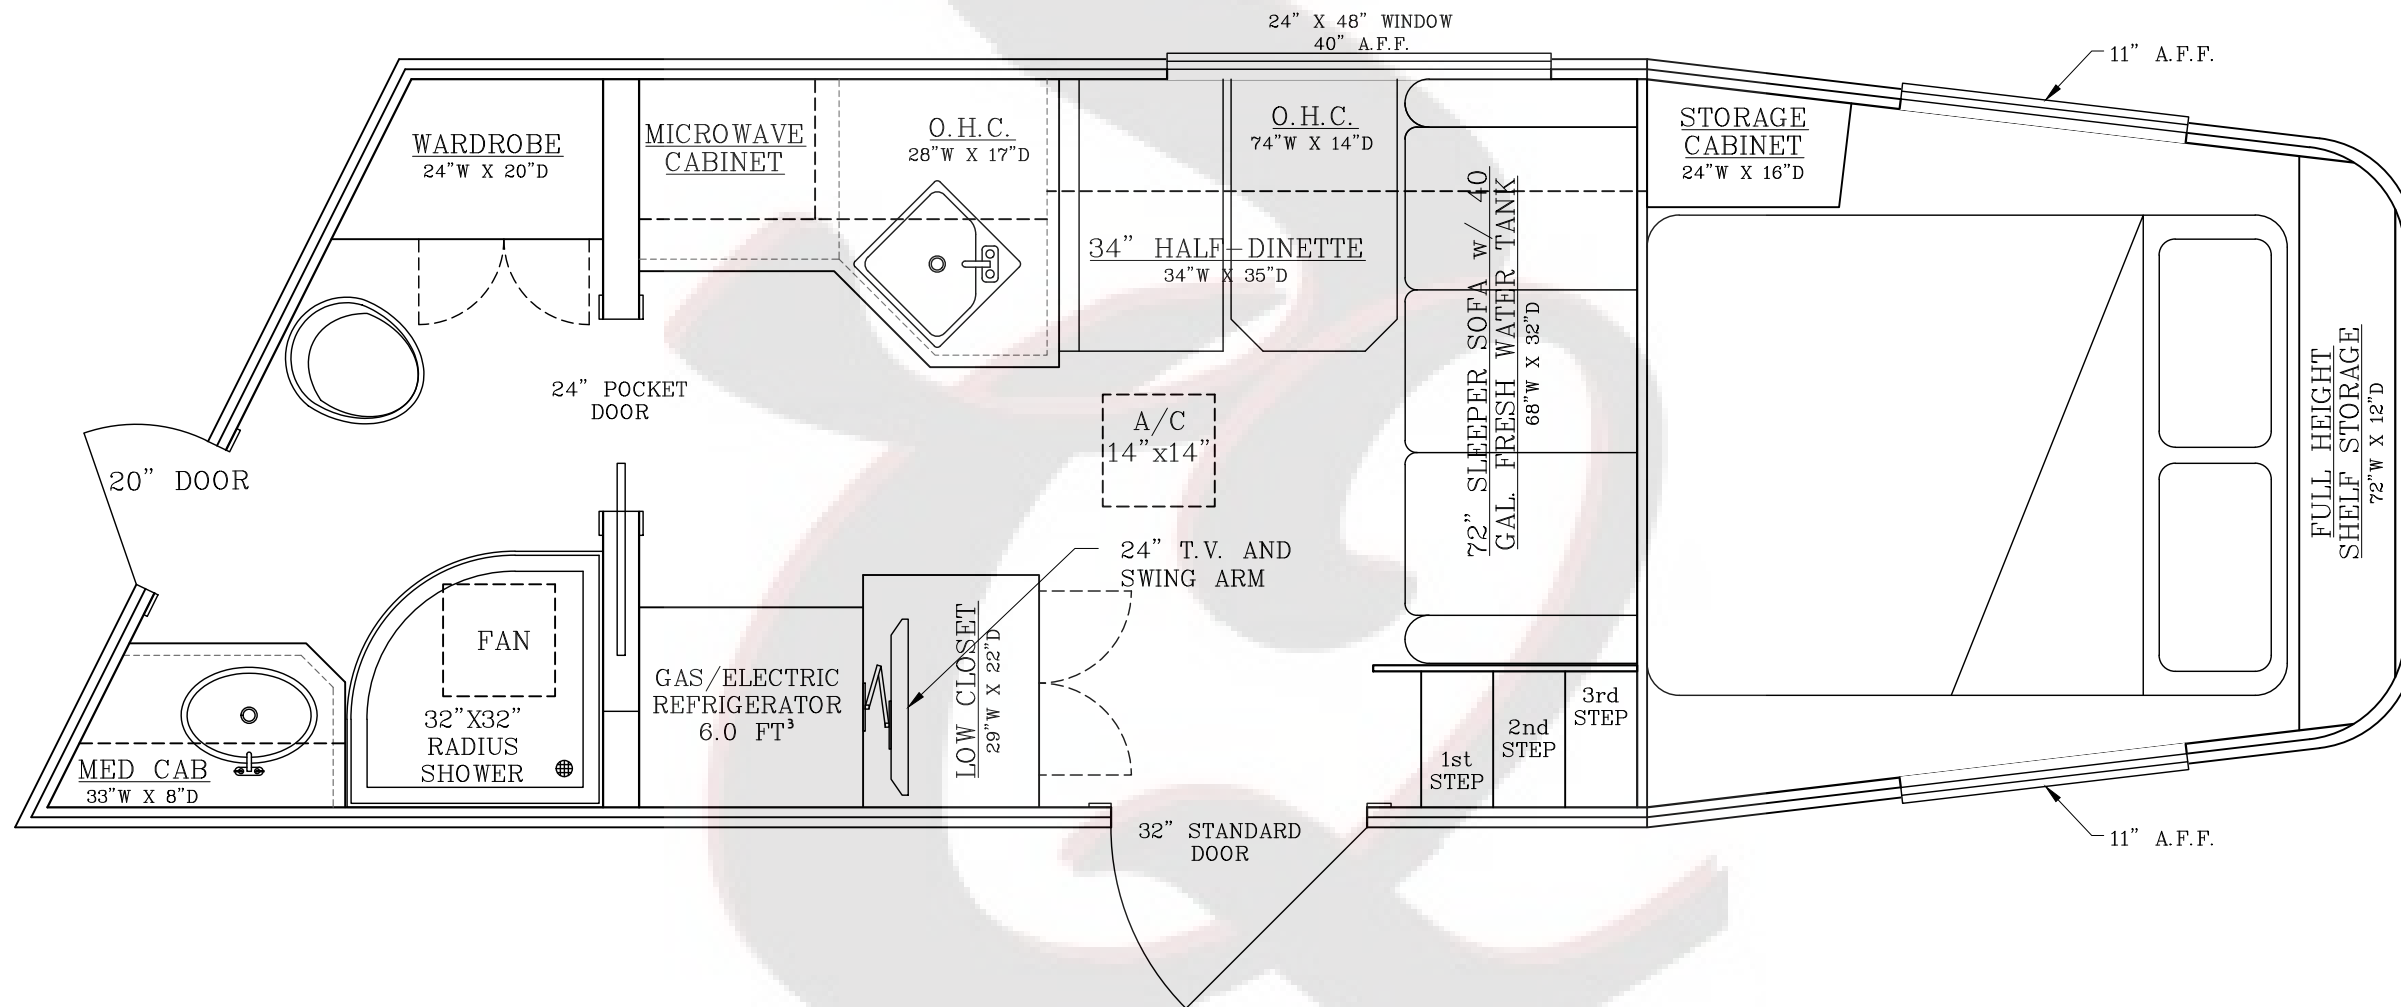 24" X 48" WINDOW
40" A.F.F.
11" A.F.F.
WARDROBE
24"W X 20"D
MICROWAVE
CABINET
O.H.C.
28"W X 17"D
O.H.C.
74"W X 14"D
STORAGE
CABINET
24"W X 16"D
34" HALF-DINETTE
34"W X 35"D
72" SLEEPER SOFA w/ 40
GAL. FRESH WATER TANK
68"W X 32"D
FULL HEIGHT
SHELF STORAGE
72"W X 12"D
24" POCKET
DOOR
A/C
14"x14"
20" DOOR
24" T.V. AND
SWING ARM
FAN
32"X32"
RADIUS
SHOWER
GAS/ELECTRIC
REFRIGERATOR
6.0 FT³
LOW CLOSET
29"W X 22"D
1st
STEP
2nd
STEP
3rd
STEP
MED CAB
33"W X 8"D
32" STANDARD
DOOR
11" A.F.F.